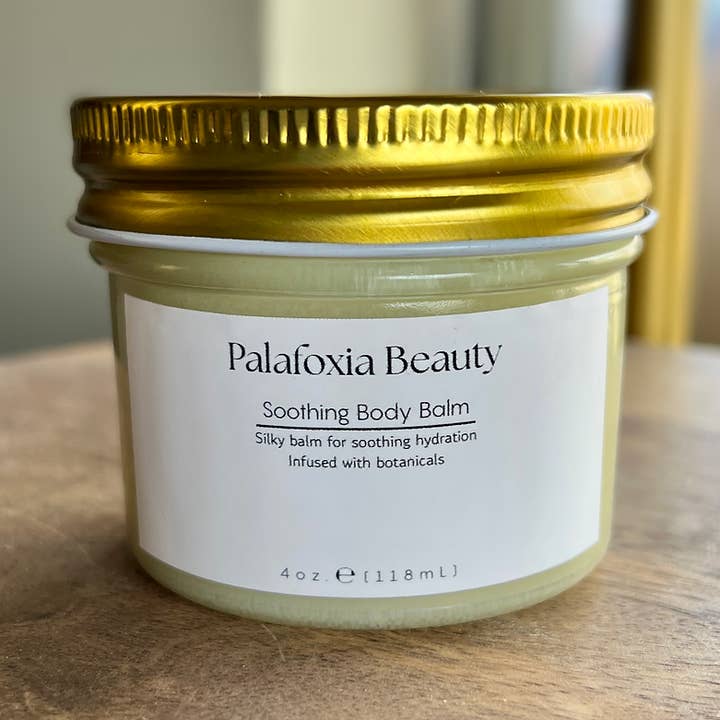 Palafoxia Beauty
Soothing Body Balm
Silky balm for soothing hydration
Infused with botanicals
4oz. ℮ [118mL]